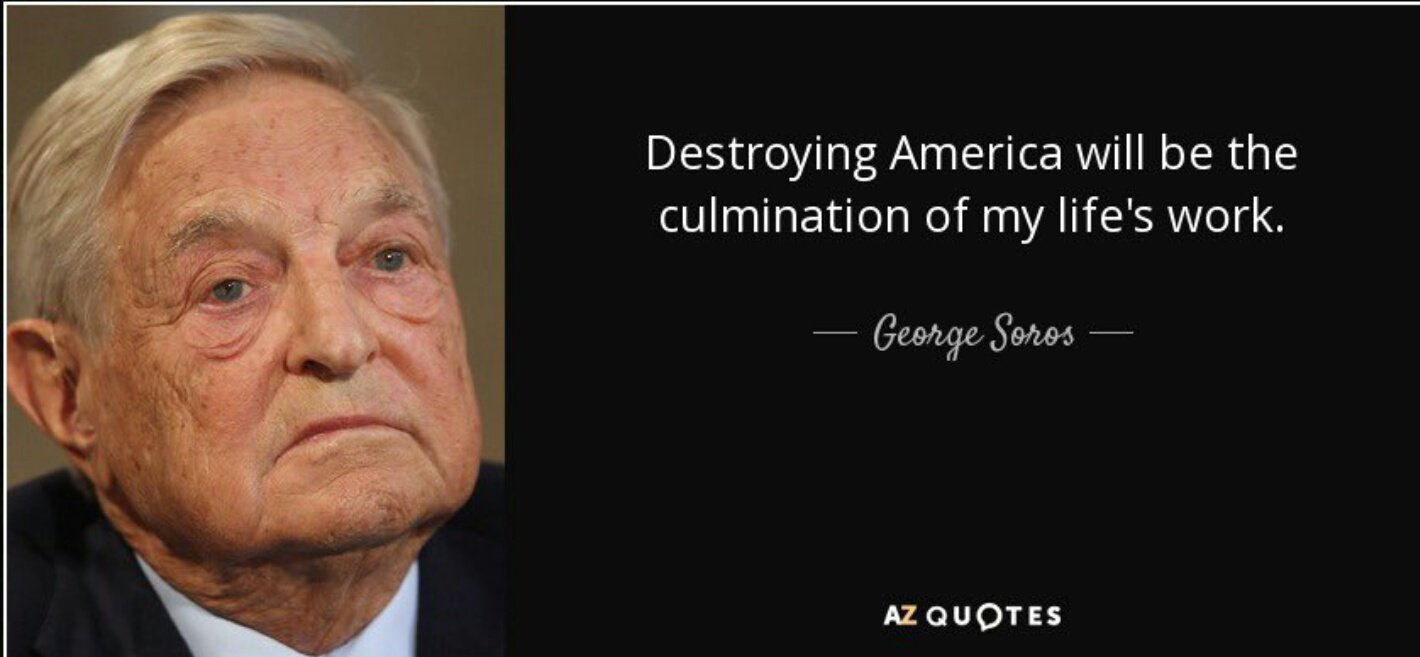 Destroying America will be the
culmination of my life's work.
— George Soros —
AZ QUOTES